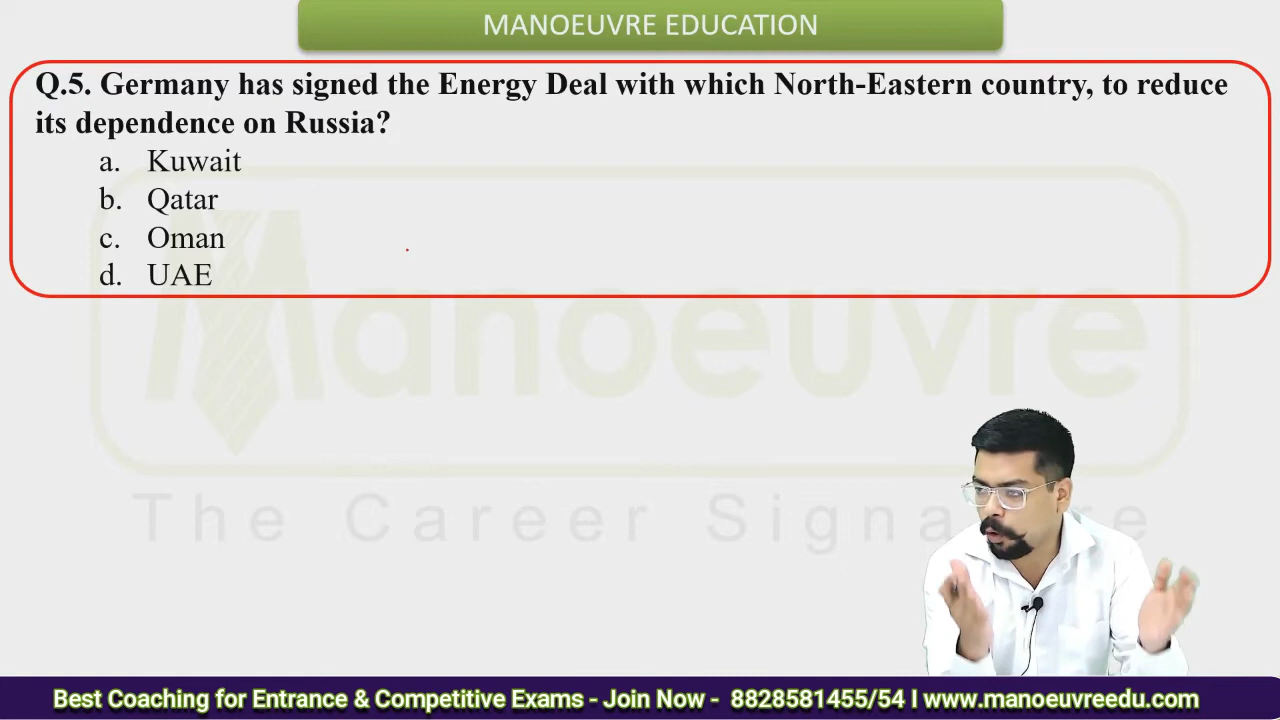 MANOEUVRE EDUCATION
Q.5. Germany has signed the Energy Deal with which North-Eastern country, to reduce
its dependence on Russia?
a. Kuwait
b. Qatar
c. Oman
d. UAE
Manoeuvre
The Career Signature
Best Coaching for Entrance & Competitive Exams - Join Now - 8828581455/54 I www.manoeuvreedu.com